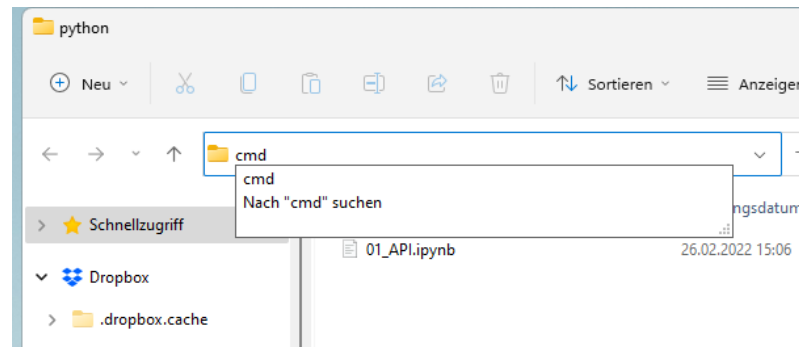 python
Neu
Sortieren
Anzeigen
cmd
cmd
Nach "cmd" suchen
ngsdatum
Schnellzugriff
01_API.ipynb 26.02.2022 15:06
Dropbox
.dropbox.cache